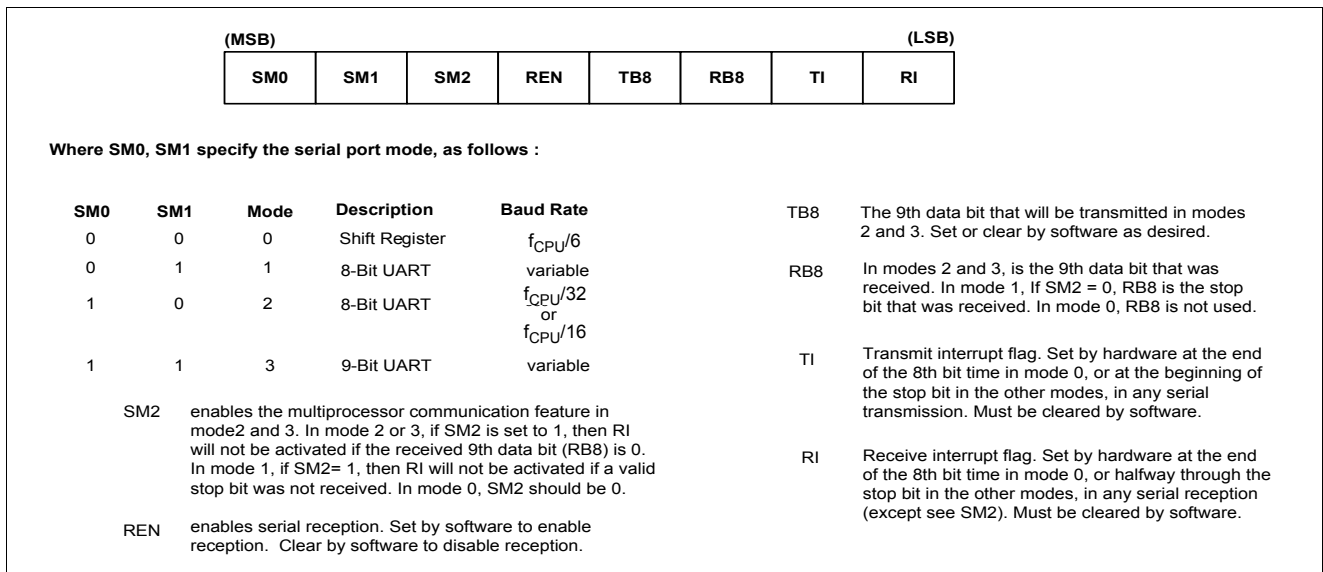 (MSB) (LSB)
SM0 SM1 SM2 REN TB8 RB8 TI RI
Where SM0, SM1 specify the serial port mode, as follows :
SM0 SM1 Mode Description Baud Rate
0 0 0 Shift Register fCPU/6
0 1 1 8-Bit UART variable
1 0 2 8-Bit UART fCPU/32
or
fCPU/16
1 1 3 9-Bit UART variable
SM2 enables the multiprocessor communication feature in
mode2 and 3. In mode 2 or 3, if SM2 is set to 1, then RI
will not be activated if the received 9th data bit (RB8) is 0.
In mode 1, if SM2= 1, then RI will not be activated if a valid
stop bit was not received. In mode 0, SM2 should be 0.
REN enables serial reception. Set by software to enable
reception. Clear by software to disable reception.
TB8 The 9th data bit that will be transmitted in modes
2 and 3. Set or clear by software as desired.
RB8 In modes 2 and 3, is the 9th data bit that was
received. In mode 1, If SM2 = 0, RB8 is the stop
bit that was received. In mode 0, RB8 is not used.
TI Transmit interrupt flag. Set by hardware at the end
of the 8th bit time in mode 0, or at the beginning of
the stop bit in the other modes, in any serial
transmission. Must be cleared by software.
RI Receive interrupt flag. Set by hardware at the end
of the 8th bit time in mode 0, or halfway through the
stop bit in the other modes, in any serial reception
(except see SM2). Must be cleared by software.